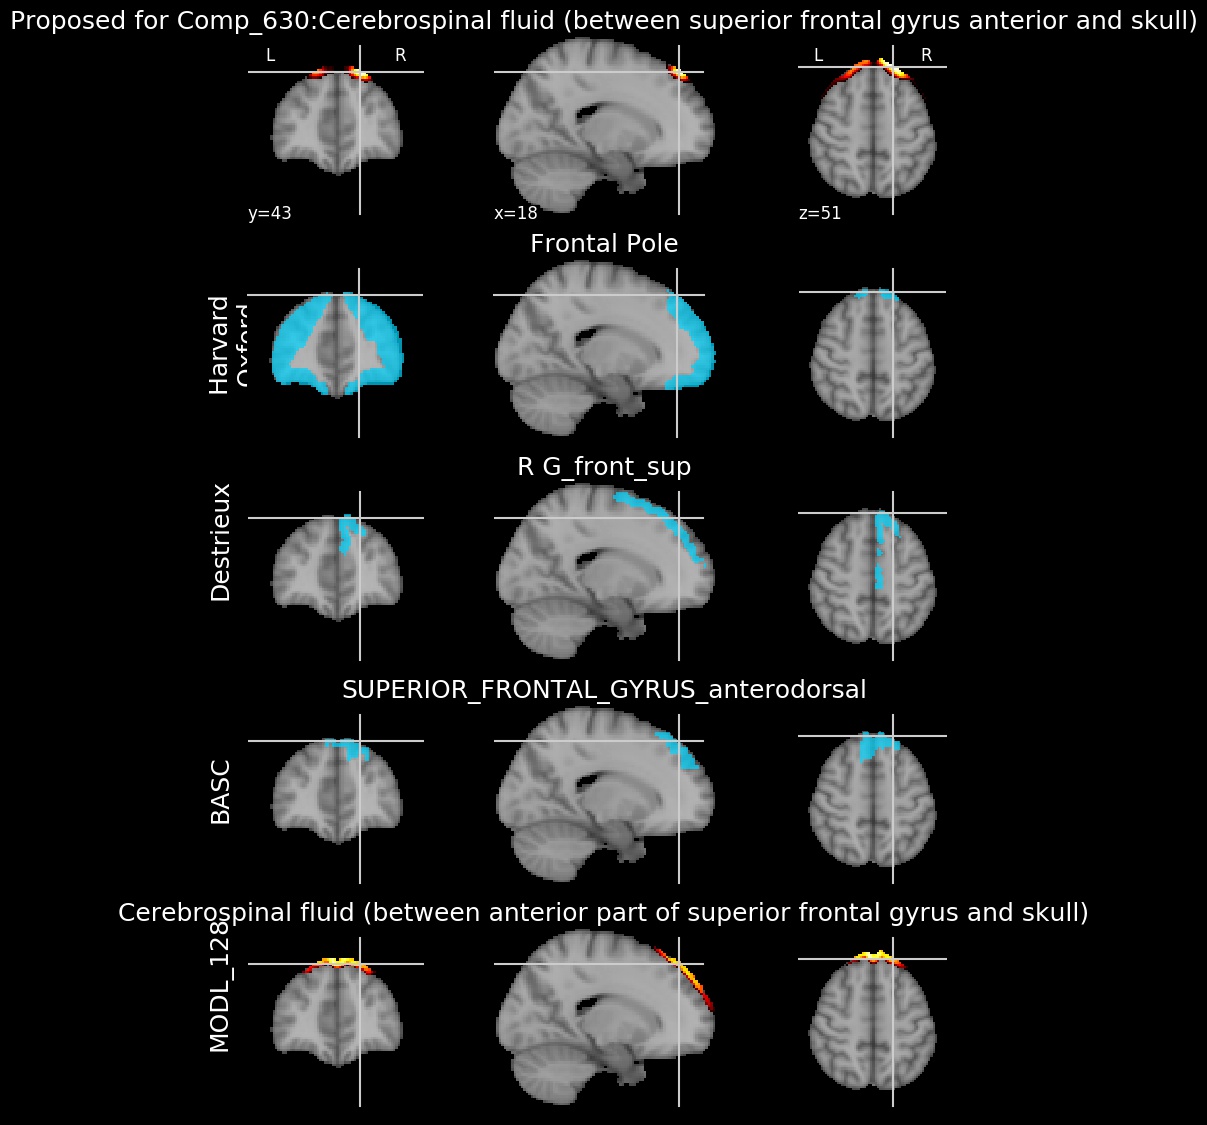 Proposed for Comp_630:Cerebrospinal fluid (between superior frontal gyrus anterior and skull)
L R L R
y=43 x=18 z=51
Frontal Pole
Harvard
Oxford
R G_front_sup
Destrieux
SUPERIOR_FRONTAL_GYRUS_anterodorsal
BASC
Cerebrospinal fluid (between anterior part of superior frontal gyrus and skull)
MODL_128